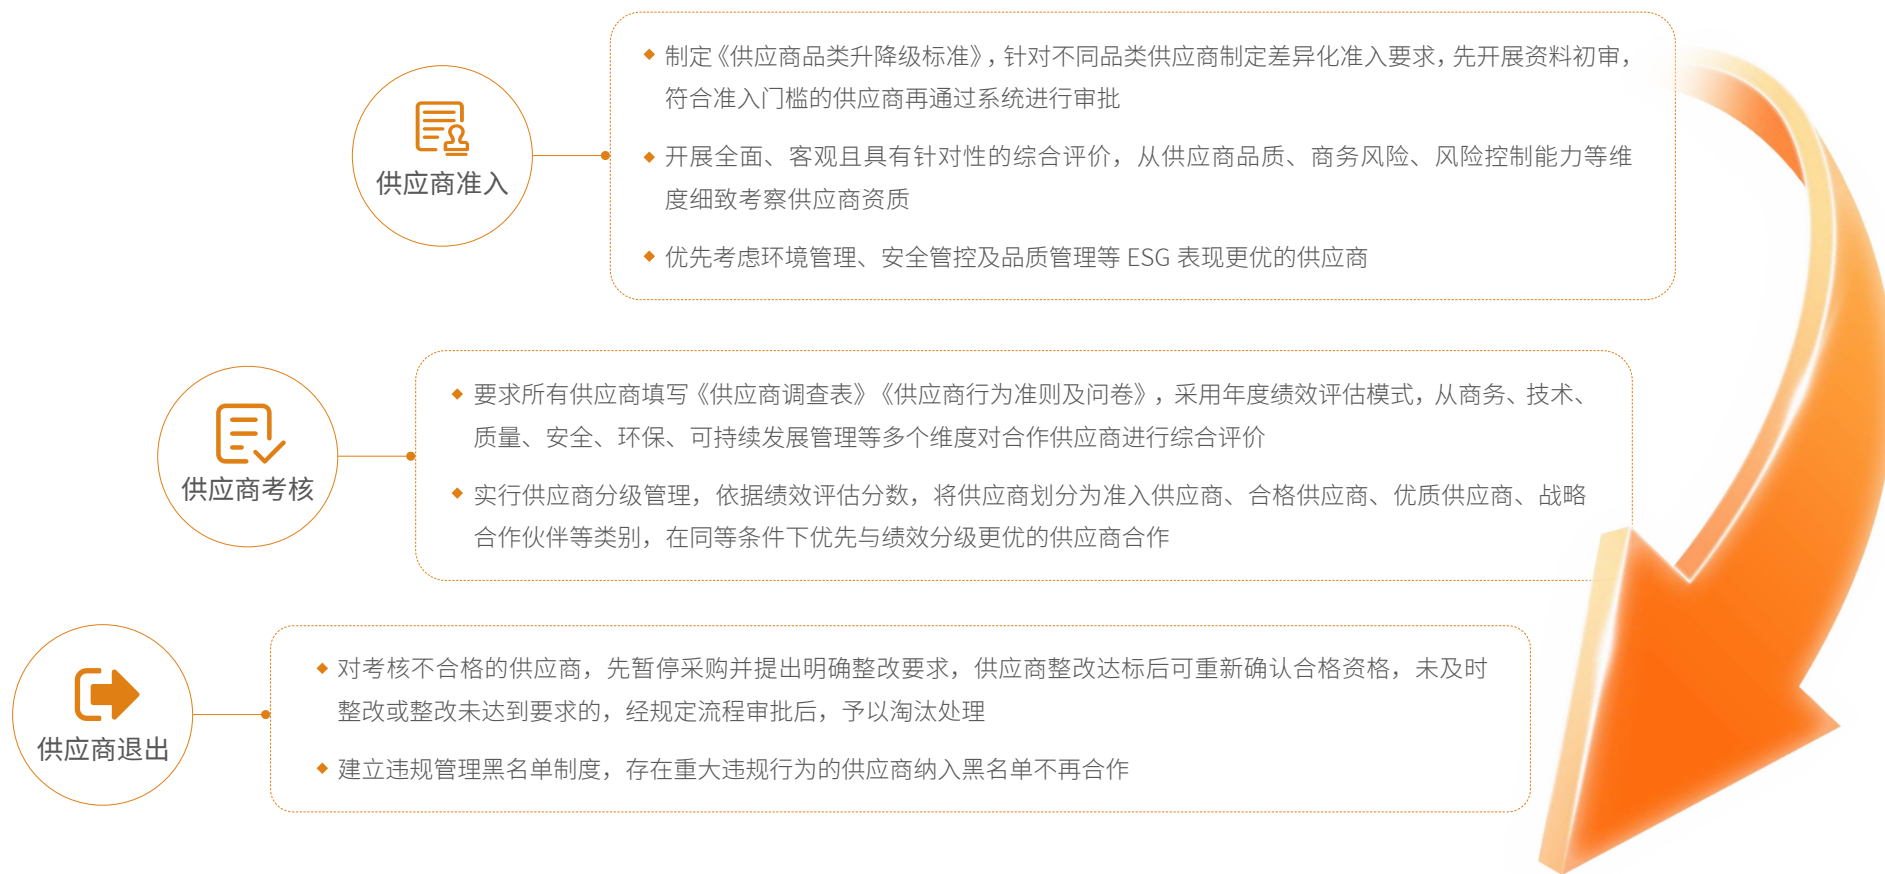 制定《供应商品类升降级标准》，针对不同品类供应商制定差异化准入要求，先开展资料初审，
符合准入门槛的供应商再通过系统进行审批
开展全面、客观且具有针对性的综合评价，从供应商品质、商务风险、风险控制能力等维
度细致考察供应商资质
优先考虑环境管理、安全管控及品质管理等 ESG 表现更优的供应商
供应商准入
要求所有供应商填写《供应商调查表》《供应商行为准则及问卷》，采用年度绩效评估模式，从商务、技术、
质量、安全、环保、可持续发展管理等多个维度对合作供应商进行综合评价
实行供应商分级管理，依据绩效评估分数，将供应商划分为准入供应商、合格供应商、优质供应商、战略
合作伙伴等类别，在同等条件下优先与绩效分级更优的供应商合作
供应商考核
对考核不合格的供应商，先暂停采购并提出明确整改要求，供应商整改达标后可重新确认合格资格，未及时
整改或整改未达到要求的，经规定流程审批后，予以淘汰处理
建立违规管理黑名单制度，存在重大违规行为的供应商纳入黑名单不再合作
供应商退出